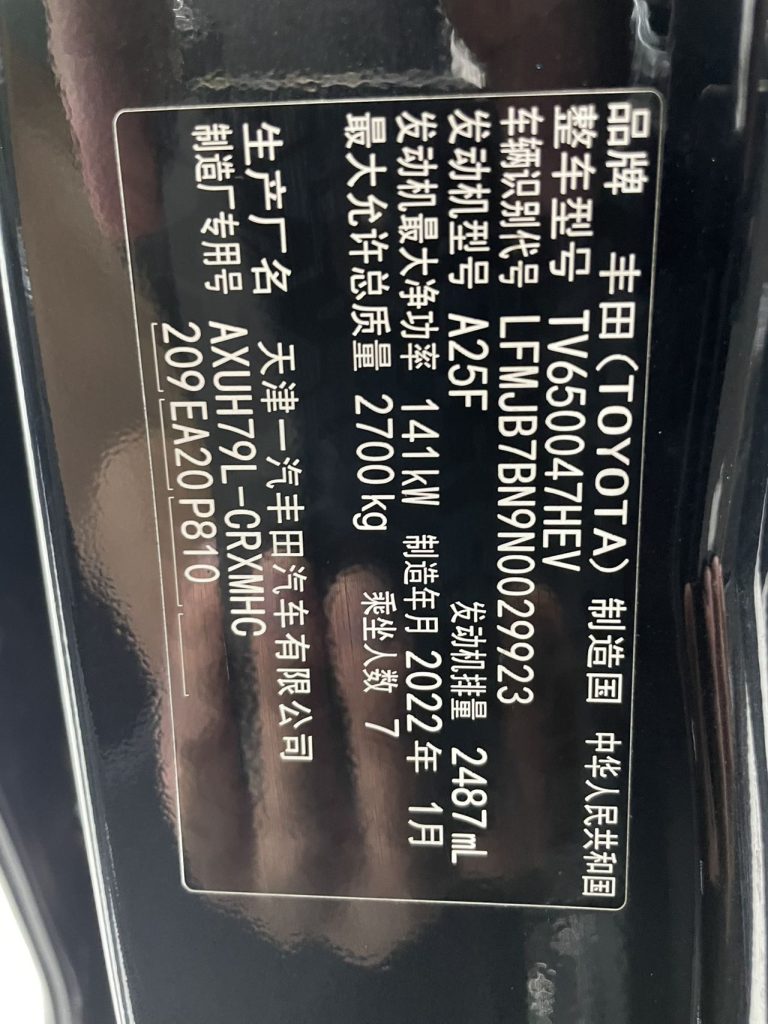 品牌 丰田(TOYOTA) 制造国 中华人民共和国
整车型号 TV650047HEV
车辆识别代号 LFMJB7BN9N0029923
发动机型号 A25F 发动机排量 2487mL
发动机最大净功率 141kW 制造年月 2022年 1月
最大允许总质量 2700kg 乘坐人数 7
生产厂名 天津一汽丰田汽车有限公司
制造厂专用号 AXUH79L-CRXMHC
209 EA20 P810